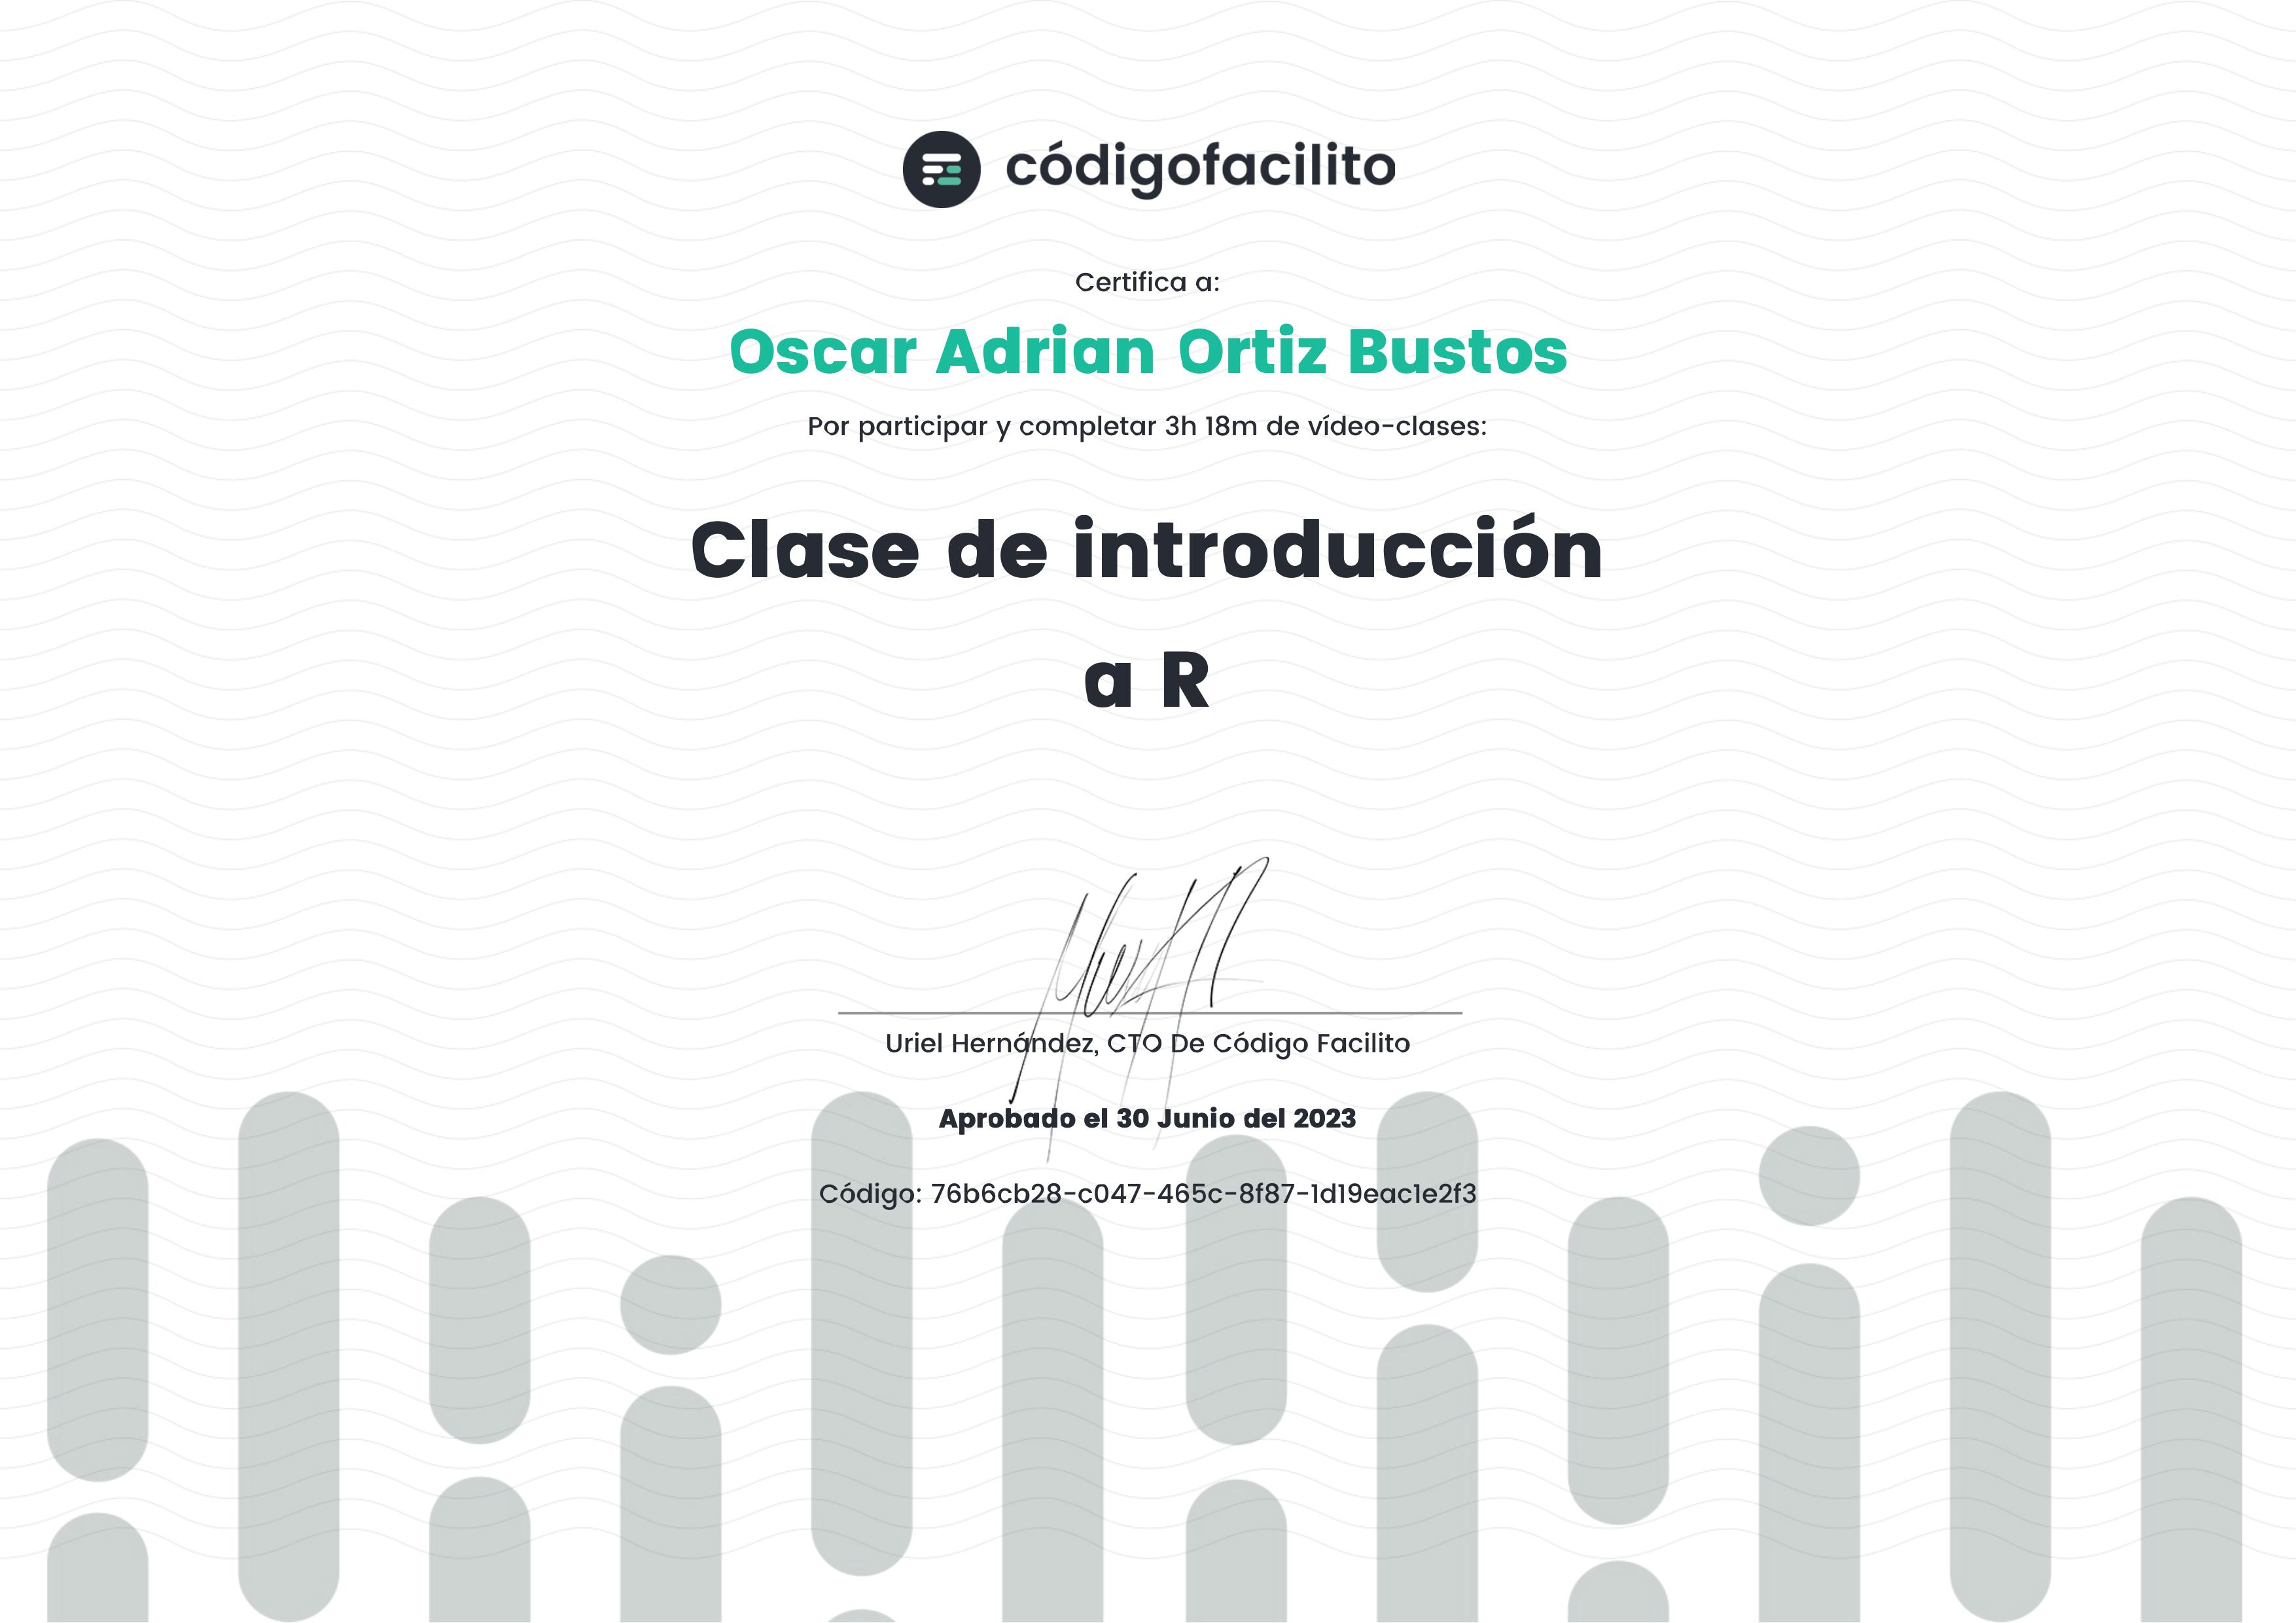 códigofacilito
Certifica a:
Oscar Adrian Ortiz Bustos
Por participar y completar 3h 18m de vídeo-clases:
Clase de introducción
a R
Uriel Hernández, CTO De Código Facilito
Aprobado el 30 Junio del 2023
Código: 76b6cb28-c047-465c-8f87-1d19eac1e2f3